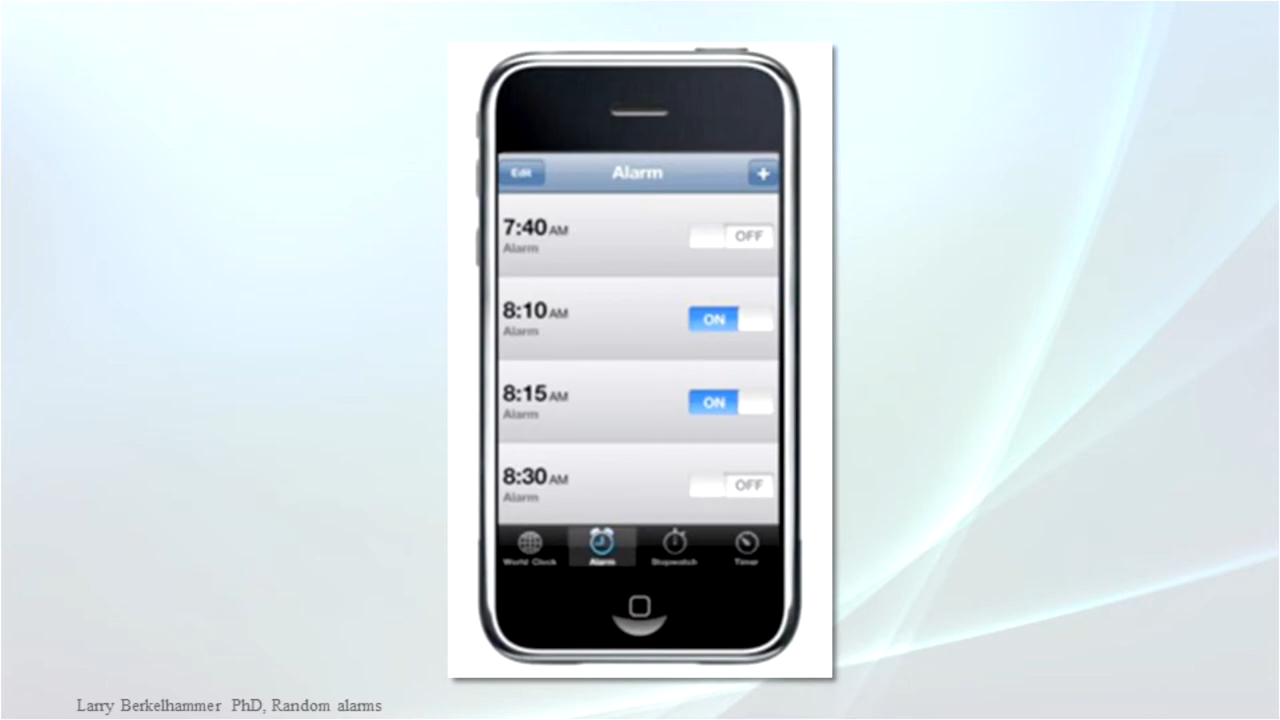 Edit Alarm +
7:40 AM
Alarm
OFF
8:10 AM
Alarm
ON
8:15 AM
Alarm
ON
8:30 AM
Alarm
OFF
World Clock Alarm Stopwatch Timer
Larry Berkelhammer PhD, Random alarms